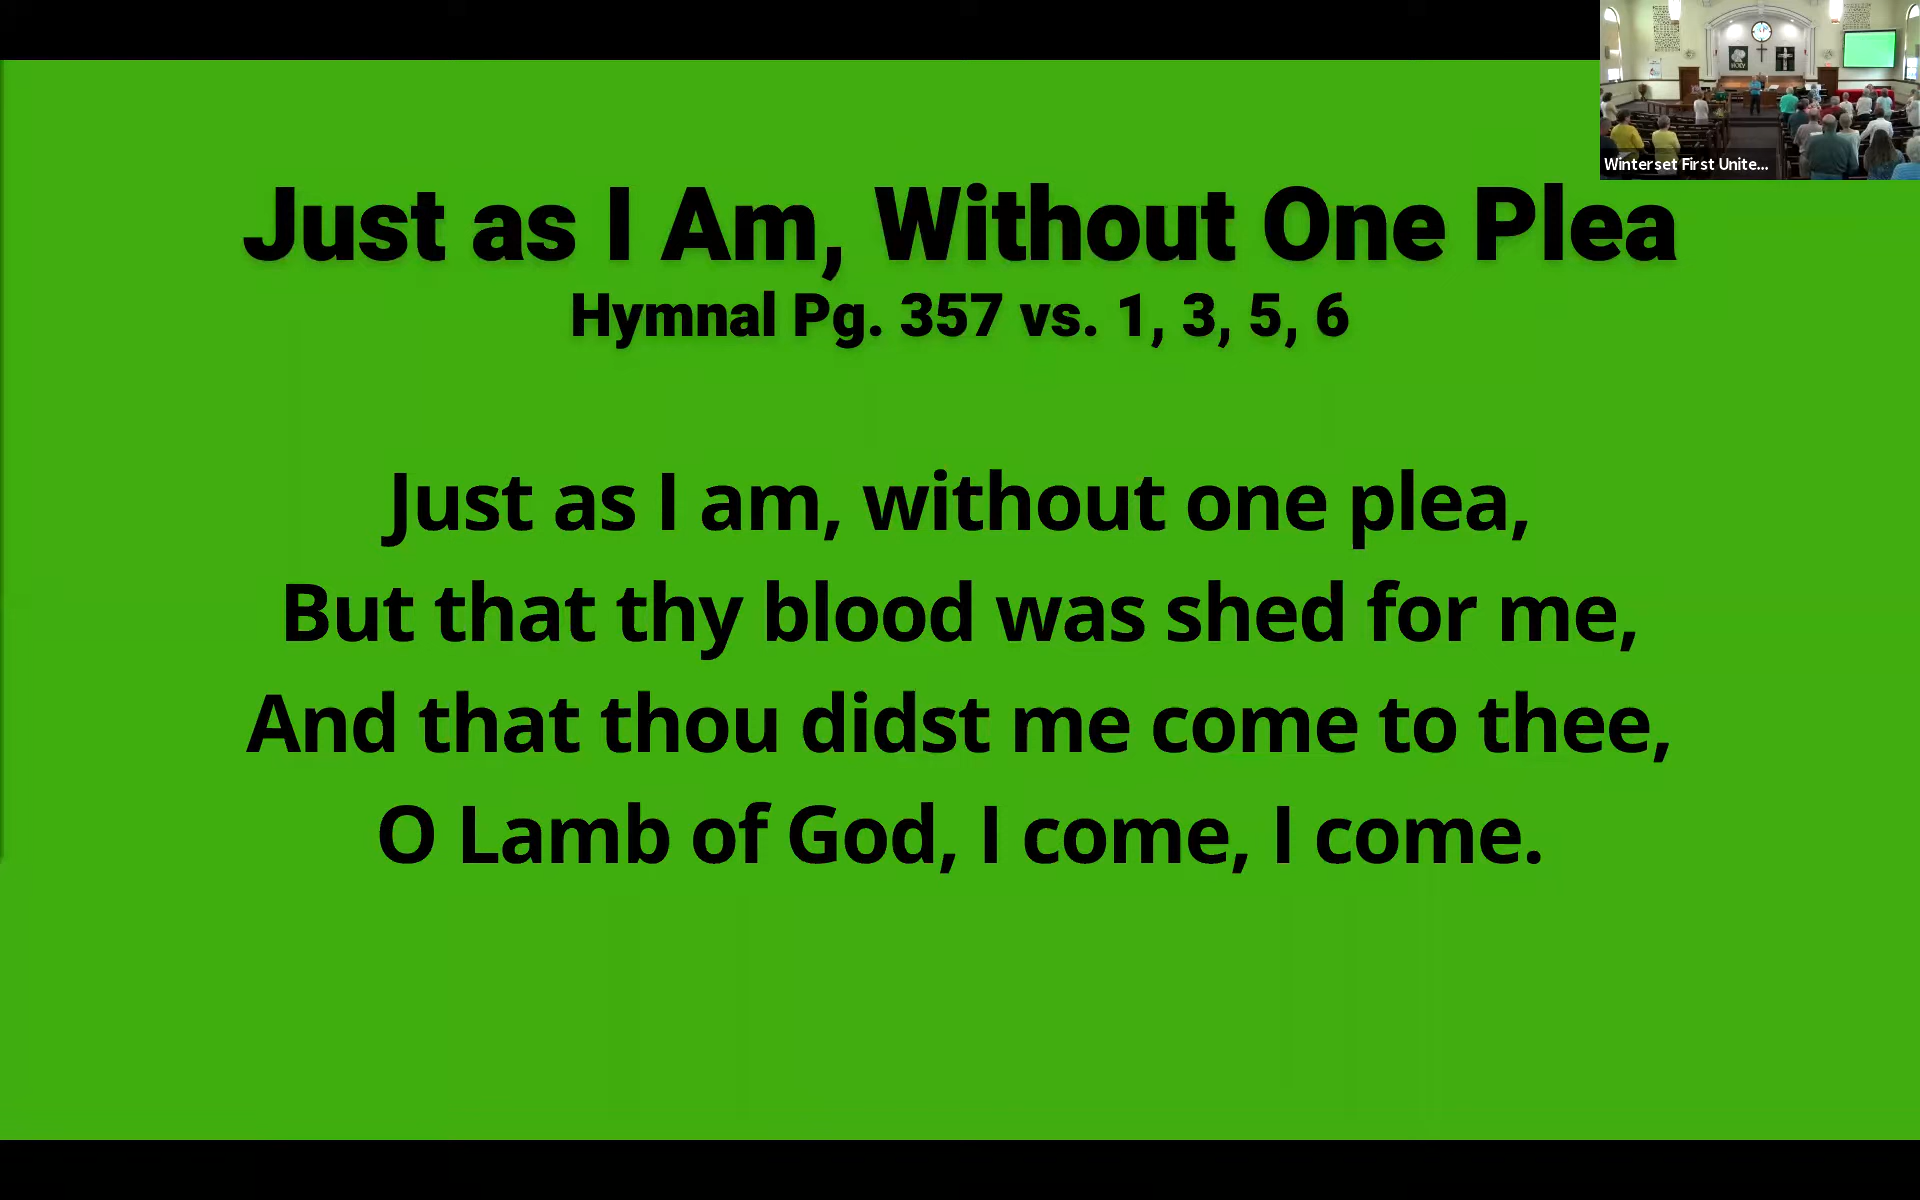 Just as I Am, Without One Plea
Hymnal Pg. 357 vs. 1, 3, 5, 6
Just as I am, without one plea,
But that thy blood was shed for me,
And that thou didst me come to thee,
O Lamb of God, I come, I come.
Winterset First Unite...